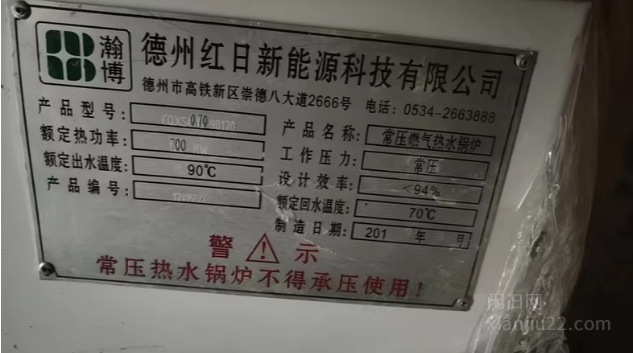 瀚博
德州红日新能源科技有限公司
德州市高铁新区崇德八大道2666号 电话：0534-2663888
产品型号： 0.70 90170
产品名称： 常压燃气热水锅炉
额定热功率： 700
工作压力： 常压
额定出水温度： 90℃
设计效率： <94%
产品编号：
额定回水温度： 70℃
制造日期： 201 年 月
警 示
常压热水锅炉不得承压使用！
xianjiu22.com